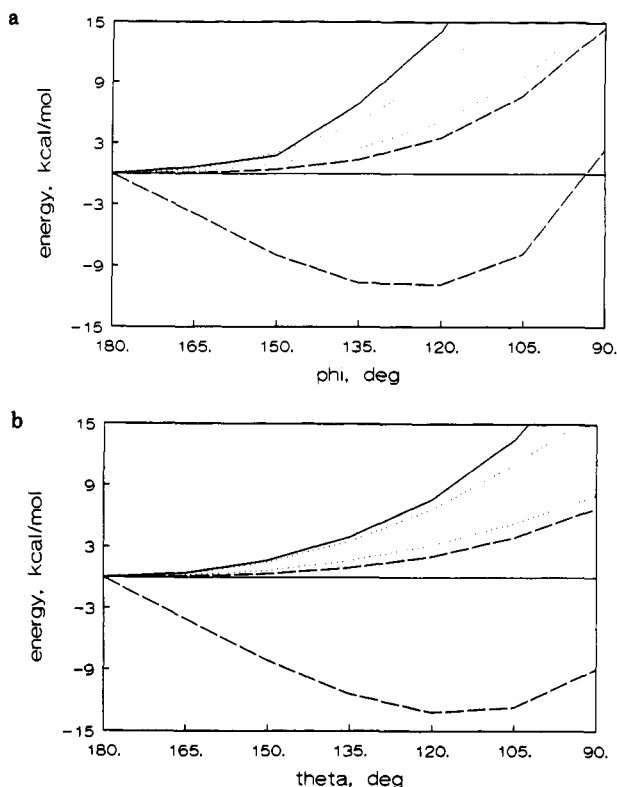 a
15
9
3
-3
-9
-15
energy, kcal/mol
180. 165. 150. 135. 120. 105. 90.
phi, deg
b
15
9
3
-3
-9
-15
energy, kcal/mol
180. 165. 150. 135. 120. 105. 90.
theta, deg